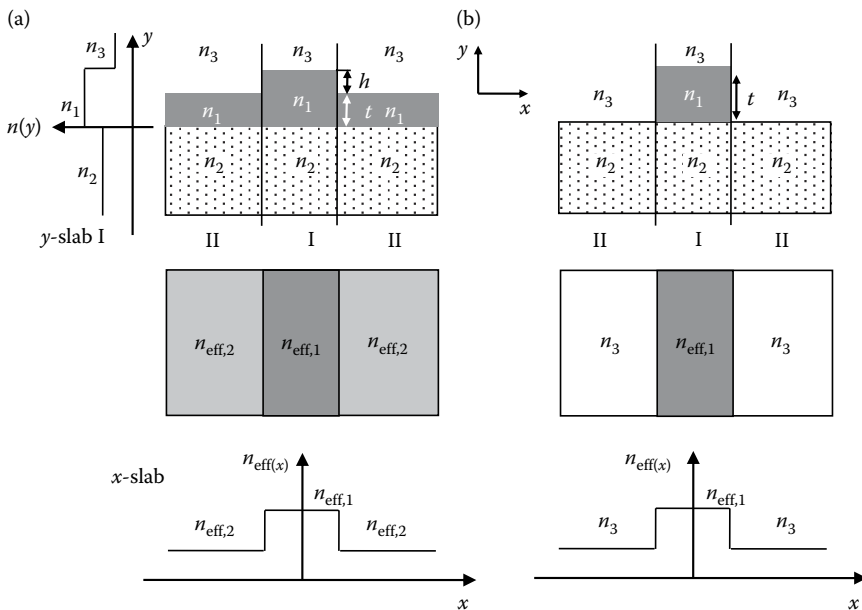 (a)
n3
y
n1
n(y)
n2
y-slab I
n3
n3
n3
h
n1
n1
t
n1
n2
n2
n2
II
I
II
neff,2
neff,1
neff,2
x-slab
neff(x)
neff,1
neff,2
neff,2
x
(b)
y
x
n3
n3
n1
t
n3
n2
n2
n2
II
I
II
n3
neff,1
n3
neff(x)
neff,1
n3
n3
x